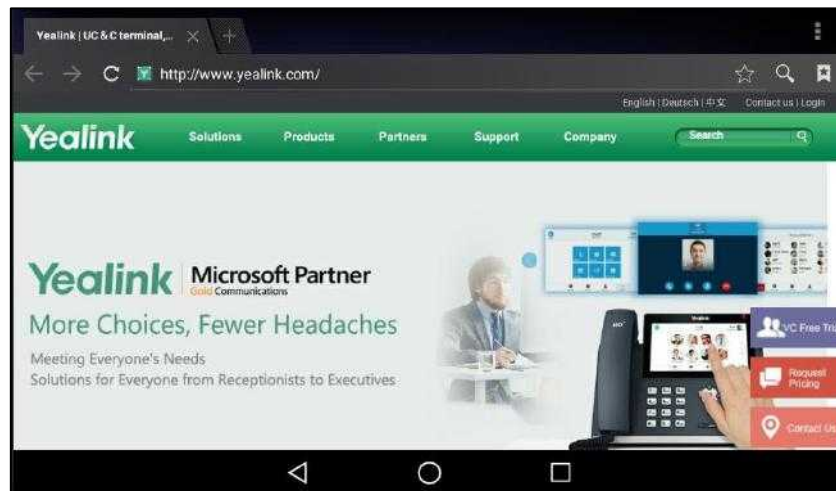 Yealink | UC & C terminal,...
http://www.yealink.com/
English | Deutsch | 中文 Contact us | Login
Yealink Solutions Products Partners Support Company Search
Yealink Microsoft Partner
Gold Communications
More Choices, Fewer Headaches
Meeting Everyone's Needs
Solutions for Everyone from Receptionists to Executives
VC Free Tri
Request
Pricing
Contact Us